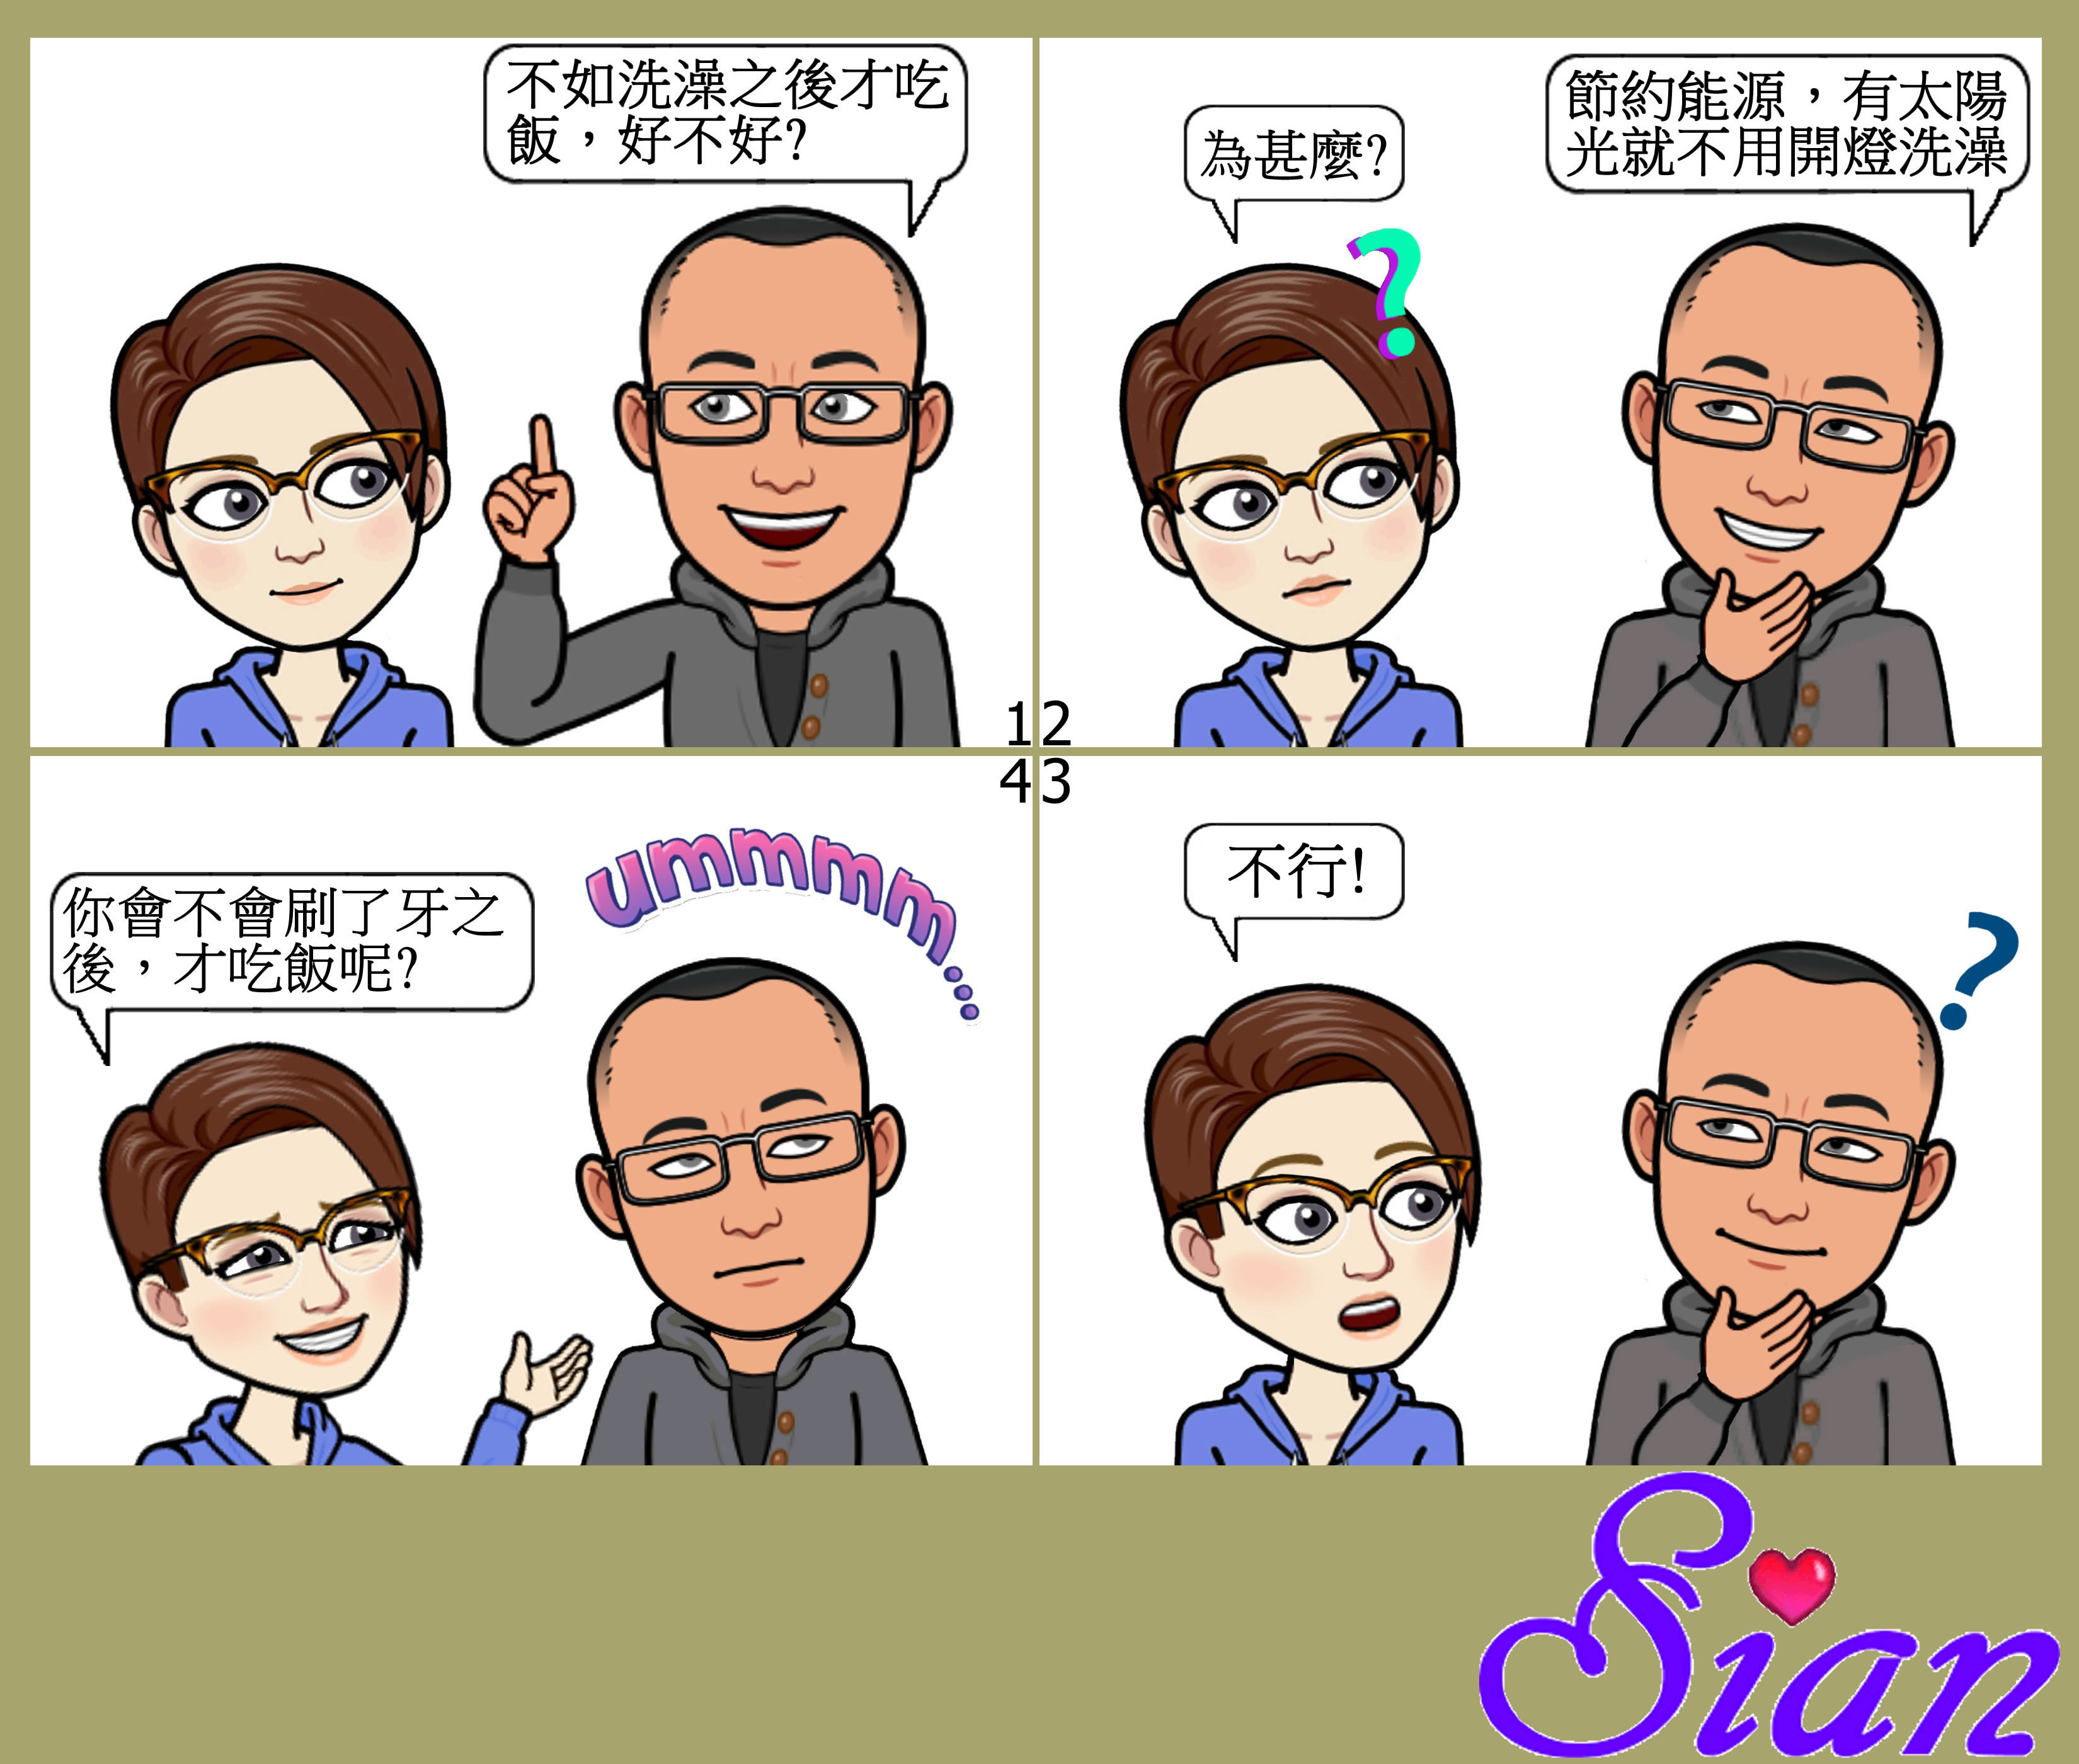 不如洗澡之後才吃
飯，好不好?
為甚麼?
節約能源，有太陽
光就不用開燈洗澡
?
12
43
不行!
?
你會不會刷了牙之
後，才吃飯呢?
ummmm...
Sian